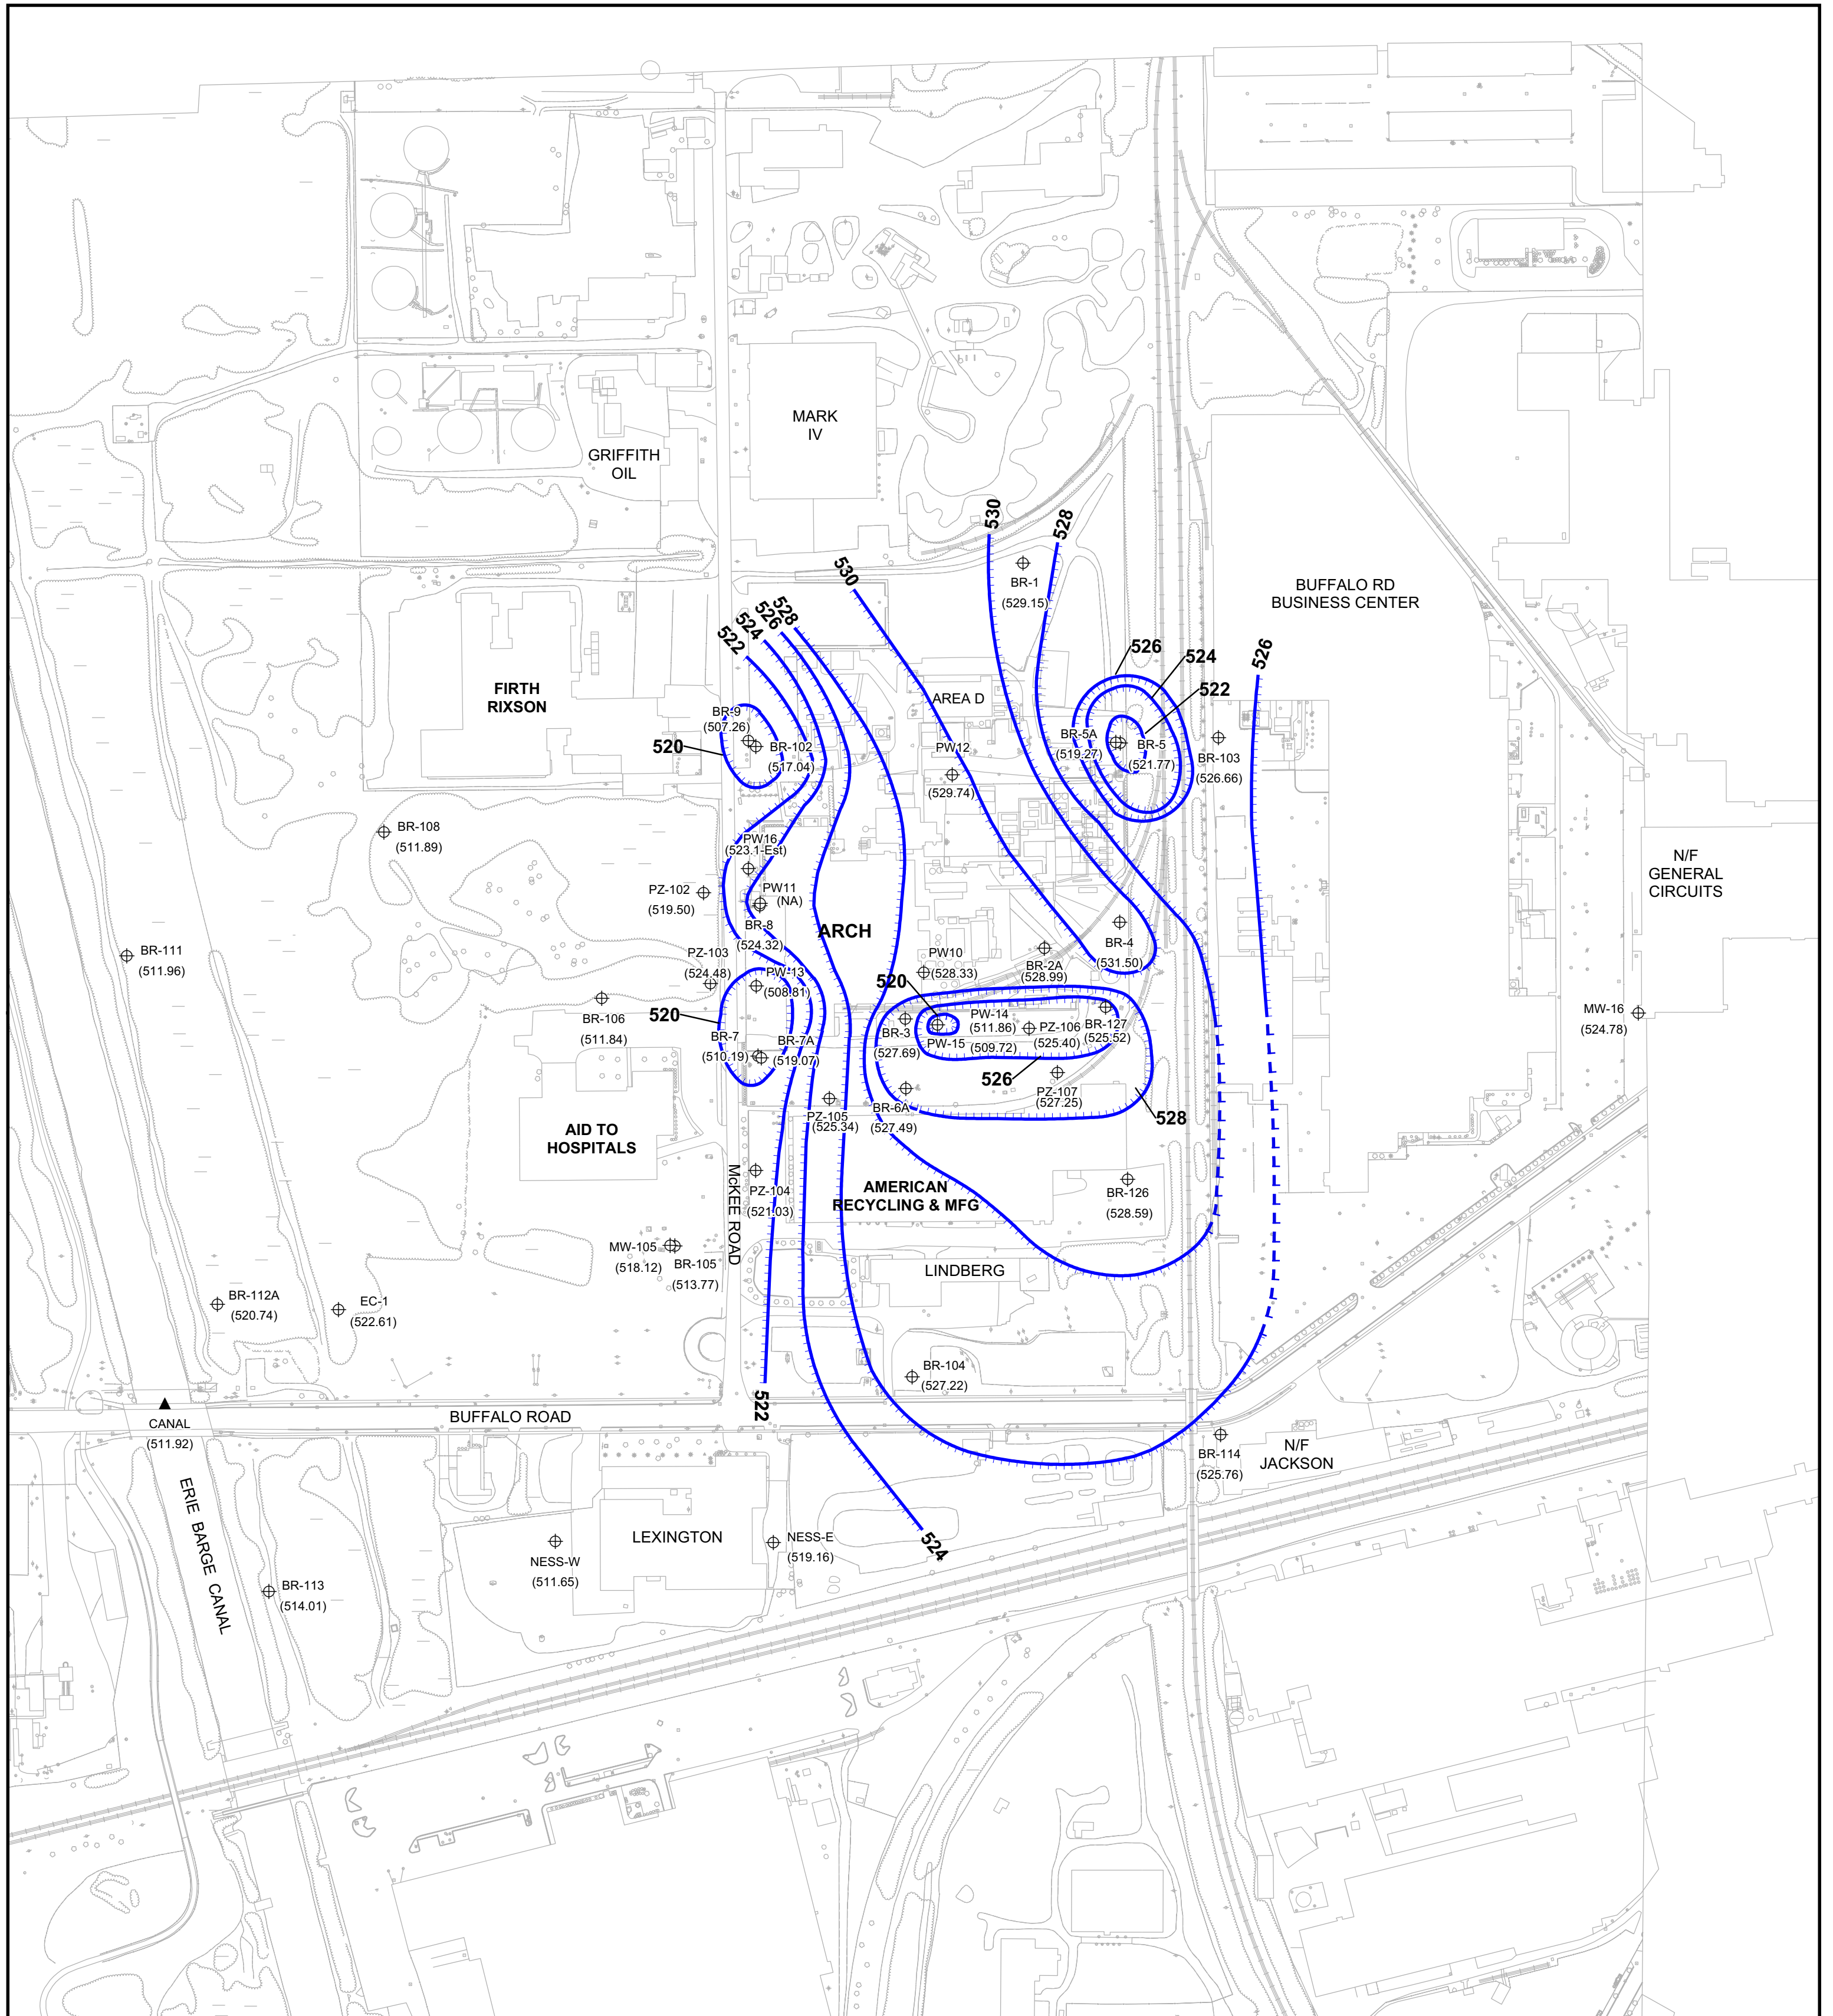 MARK
IV
GRIFFITH
OIL
530
528
BR-1
(529.15)
530
BUFFALO RD
BUSINESS CENTER
528
526
524
522
526
524
522
526
FIRTH
RIXSON
AREA D
BR-9
(507.26)
520
BR-102
(517.04)
PW12
(529.74)
BR-5A
(519.27)
BR-5
(521.77)
BR-103
(526.66)
BR-108
(511.89)
PW16
(523.1-Est)
N/F
GENERAL
CIRCUITS
PZ-102
(519.50)
PW11
(NA)
BR-8
(524.32)
ARCH
BR-111
(511.96)
PZ-103
(524.48)
PW-13
(508.81)
PW10
(528.33)
BR-2A
(528.99)
BR-4
(531.50)
520
BR-106
(511.84)
520
BR-7
(510.19)
BR-7A
(519.07)
BR-3
(527.69)
PW-14
(511.86)
PW-15
(509.72)
PZ-106
(525.40)
BR-127
(525.52)
MW-16
(524.78)
526
PZ-107
(527.25)
528
PZ-105
(525.34)
BR-6A
(527.49)
AID TO
HOSPITALS
McKEE ROAD
PZ-104
(521.03)
AMERICAN
RECYCLING & MFG
BR-126
(528.59)
MW-105
(518.12)
BR-105
(513.77)
LINDBERG
BR-112A
(520.74)
EC-1
(522.61)
BR-104
(527.22)
522
CANAL
(511.92)
BUFFALO ROAD
BR-114
(525.76)
N/F
JACKSON
ERIE BARGE CANAL
LEXINGTON
NESS-W
(511.65)
NESS-E
(519.16)
524
BR-113
(514.01)